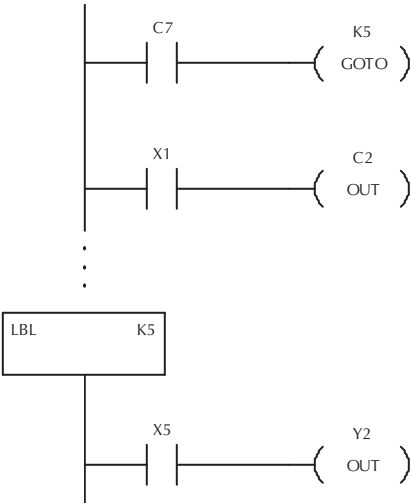 C7 K5
GOTO
X1 C2
OUT
LBL K5
X5 Y2
OUT